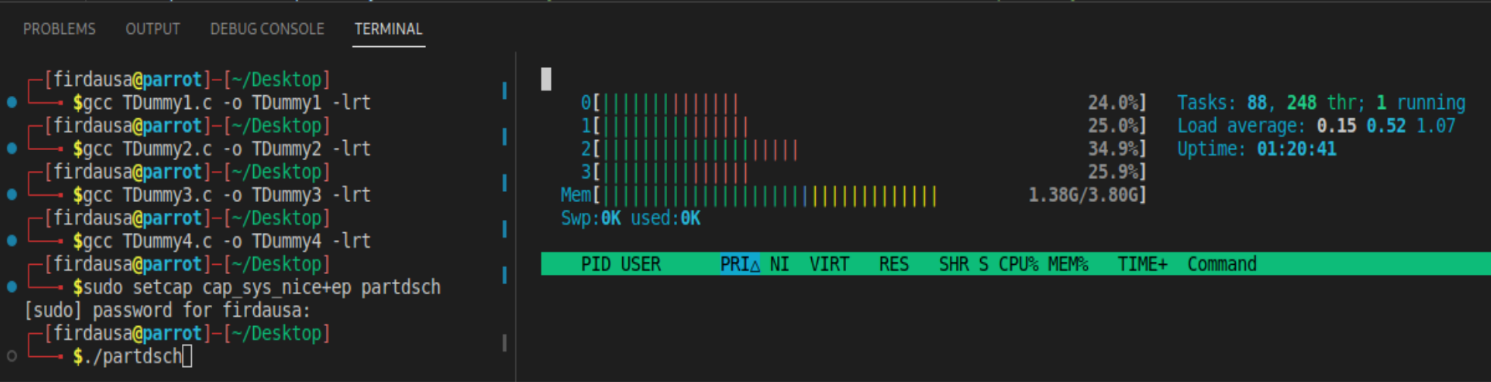 PROBLEMS OUTPUT DEBUG CONSOLE TERMINAL
[firdausa@parrot]-[~/Desktop]
$gcc TDummy1.c -o TDummy1 -lrt
[firdausa@parrot]-[~/Desktop]
$gcc TDummy2.c -o TDummy2 -lrt
[firdausa@parrot]-[~/Desktop]
$gcc TDummy3.c -o TDummy3 -lrt
[firdausa@parrot]-[~/Desktop]
$gcc TDummy4.c -o TDummy4 -lrt
[firdausa@parrot]-[~/Desktop]
$sudo setcap cap_sys_nice+ep partdsch
[sudo] password for firdausa:
[firdausa@parrot]-[~/Desktop]
$./partdsch
0[||||||||||||||| 24.0%]
1[|||||||||||||||| 25.0%]
2[||||||||||||||||||||| 34.9%]
3[|||||||||||||||| 25.9%]
Mem[||||||||||||||||||||||||||||||||||| 1.38G/3.80G]
Swp:0K used:0K
Tasks: 88, 248 thr; 1 running
Load average: 0.15 0.52 1.07
Uptime: 01:20:41
PID USER PRI△ NI VIRT RES SHR S CPU% MEM% TIME+ Command